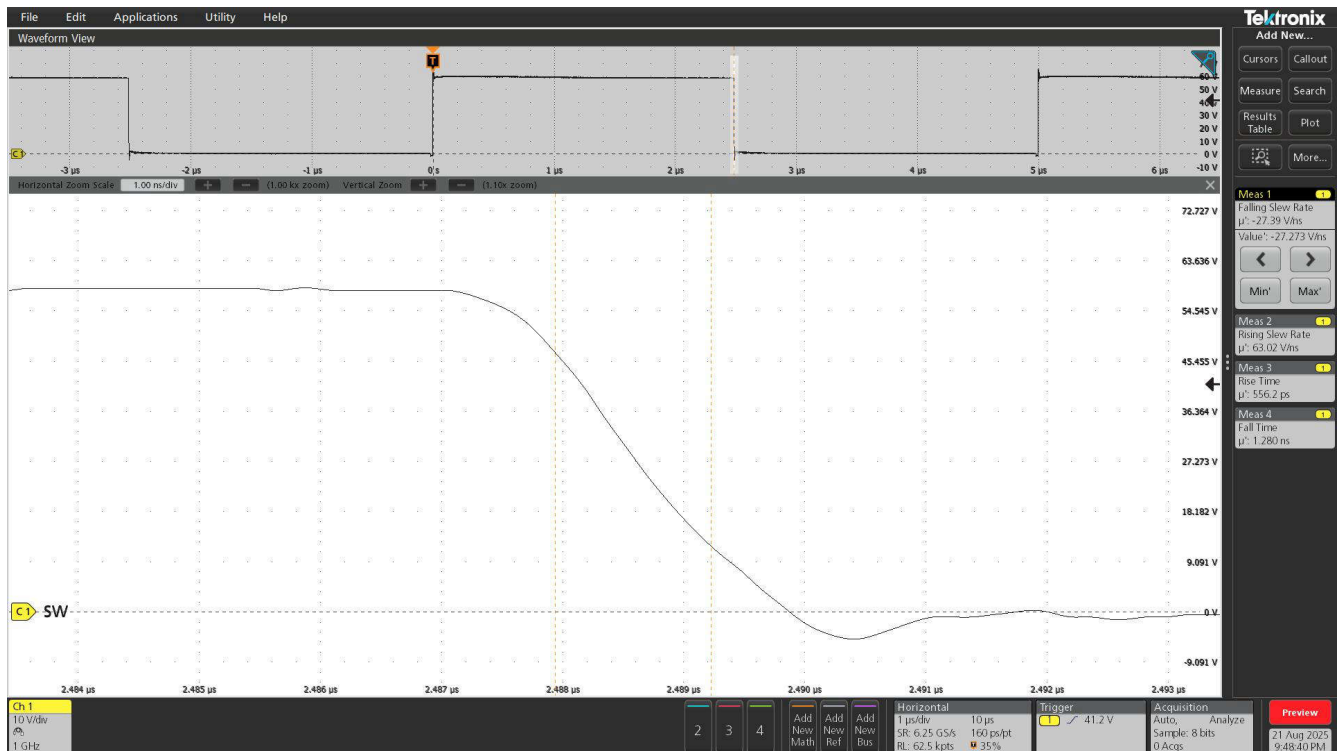 File Edit Applications Utility Help
Tektronix
Waveform View
Add New...
T
Cursors Callout
Measure Search
Results Table Plot
More...
60 V
50 V
40 V
30 V
20 V
10 V
0 V
-10 V
C1
-3 µs -2 µs -1 µs 0 s 1 µs 2 µs 3 µs 4 µs 5 µs 6 µs
Horizontal Zoom Scale 1.00 ns/div + − (1.00 kx zoom) Vertical Zoom + − (1.10x zoom)
72.727 V
63.636 V
54.545 V
45.455 V
36.364 V
27.273 V
18.182 V
9.091 V
0 V
-9.091 V
C1 SW
2.484 µs 2.485 µs 2.486 µs 2.487 µs 2.488 µs 2.489 µs 2.490 µs 2.491 µs 2.492 µs 2.493 µs
Meas 1 1
Falling Slew Rate
µ': -27.39 V/ns
Value': -27.273 V/ns
Min' Max'
Meas 2 1
Rising Slew Rate
µ': 63.02 V/ns
Meas 3 1
Rise Time
µ': 556.2 ps
Meas 4 1
Fall Time
µ': 1.280 ns
Ch 1
10 V/div
1 GHz
2 3 4
Add New Math
Add New Ref
Add New Bus
Horizontal
1 µs/div 10 µs
SR: 6.25 GS/s 160 ps/pt
RL: 62.5 kpts 35%
Trigger
1 41.2 V
Acquisition
Auto, Analyze
Sample: 8 bits
0 Acqs
Preview
21 Aug 2025
9:48:40 PM